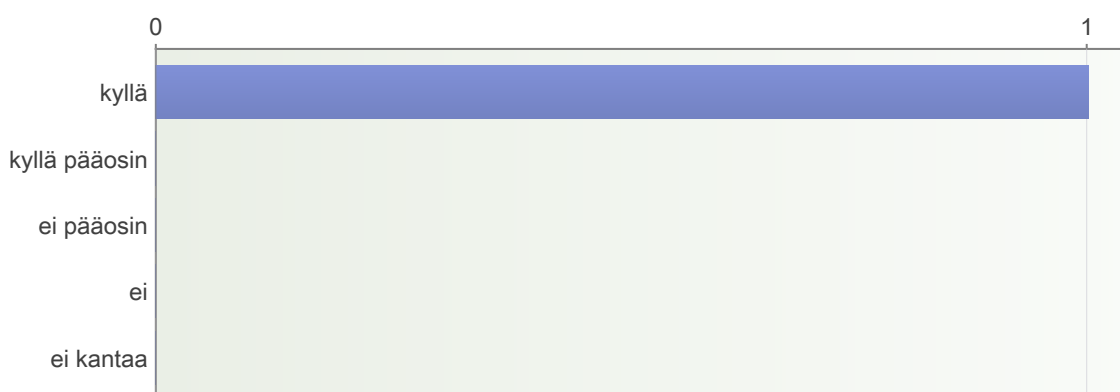 0 1
kyllä
kyllä pääosin
ei pääosin
ei
ei kantaa